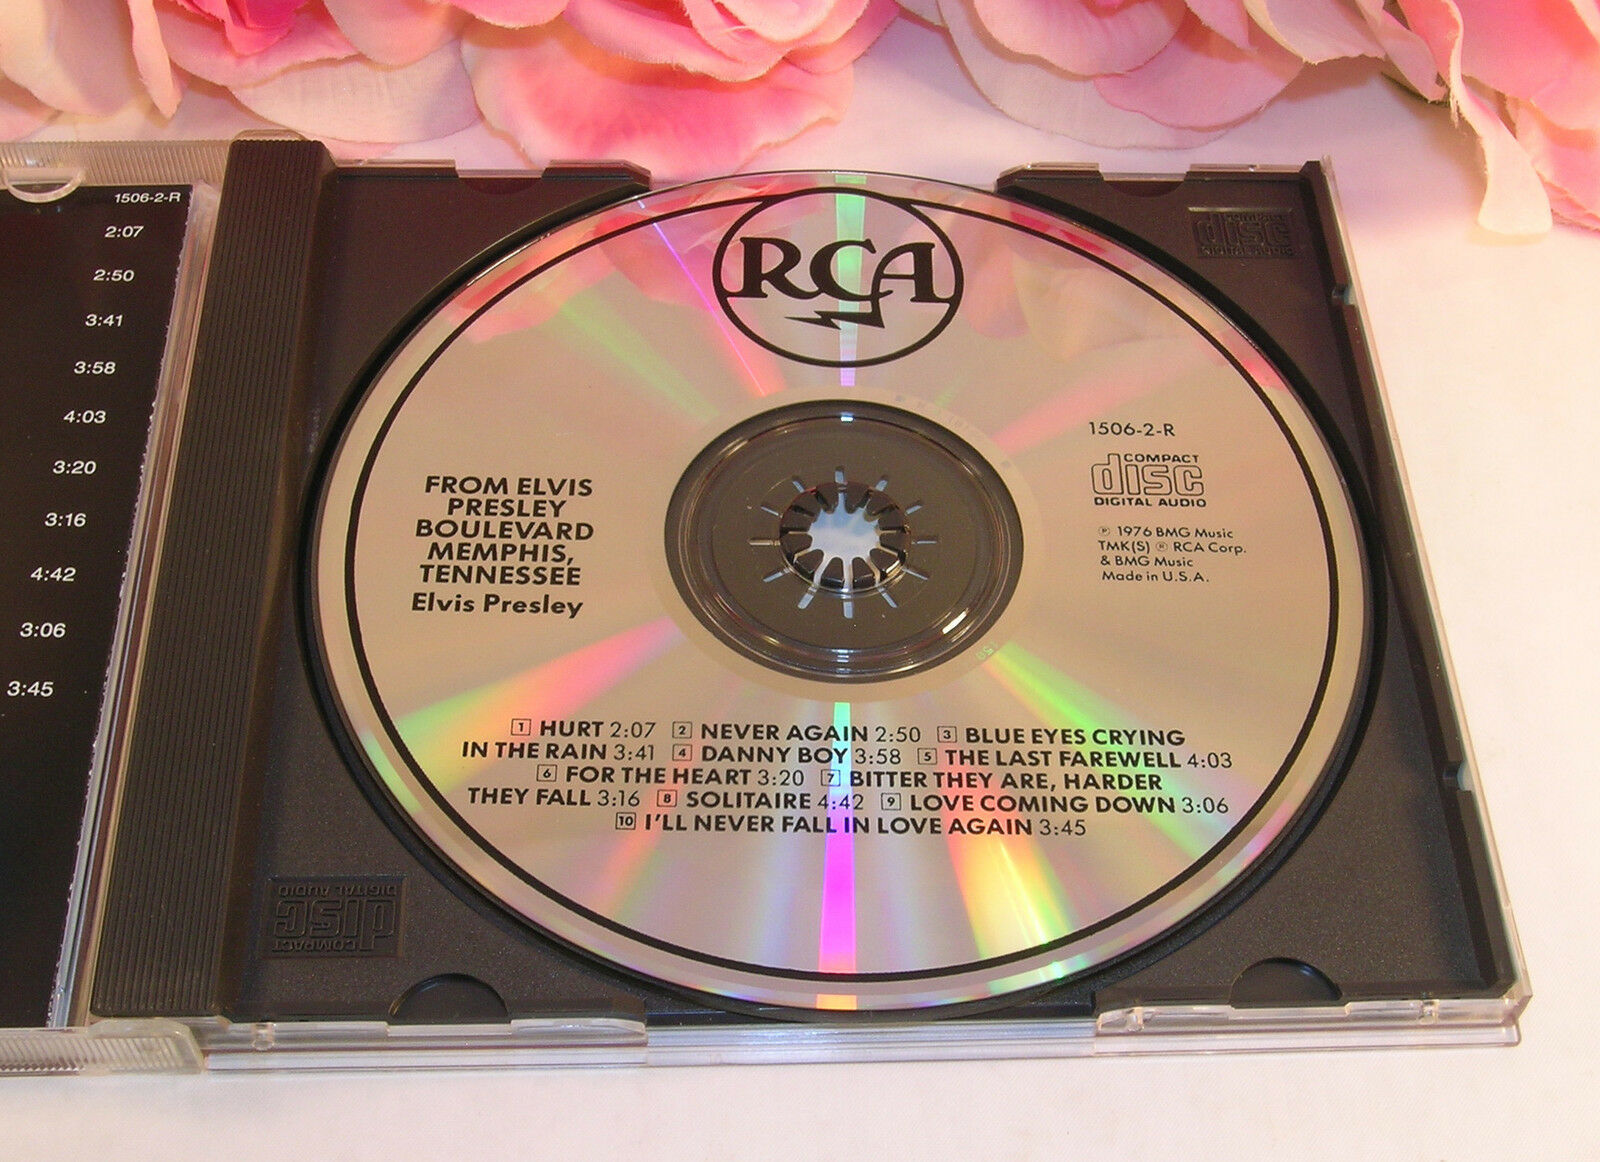 1506-2-R
2:07
2:50
3:41
3:58
4:03
3:20
3:16
4:42
3:06
3:45
RCA
FROM ELVIS
PRESLEY
BOULEVARD
MEMPHIS,
TENNESSEE
Elvis Presley
1506-2-R
COMPACT
disc
DIGITAL AUDIO
℗ 1976 BMG Music
TMK(S) ® RCA Corp.
& BMG Music
Made in U.S.A.
1 HURT 2:07 2 NEVER AGAIN 2:50 3 BLUE EYES CRYING
IN THE RAIN 3:41 4 DANNY BOY 3:58 5 THE LAST FAREWELL 4:03
6 FOR THE HEART 3:20 7 BITTER THEY ARE, HARDER
THEY FALL 3:16 8 SOLITAIRE 4:42 9 LOVE COMING DOWN 3:06
10 I'LL NEVER FALL IN LOVE AGAIN 3:45
COMPACT
disc
DIGITAL AUDIO
COMPACT
disc
DIGITAL AUDIO